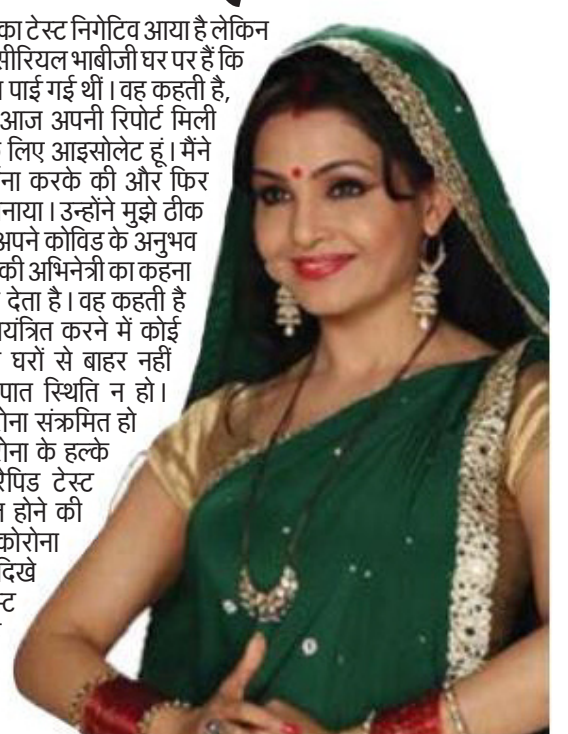 का टेस्ट निगेटिव आया है लेकिन
सीरियल भाबीजी घर पर हैं कि
पाई गई थीं । वह कहती है,
आज अपनी रिपोर्ट मिली
लिए आइसोलेट हूं । मैंने
करके की और फिर
उन्होंने मुझे ठीक
अपने कोविड के अनुभव
की अभिनेत्री का कहना
देता है । वह कहती है
करने में कोई
घरों से बाहर नहीं
स्थिति न हो ।
संक्रमित हो
के हल्के
टेस्ट
होने की
कोरोना
दिखे